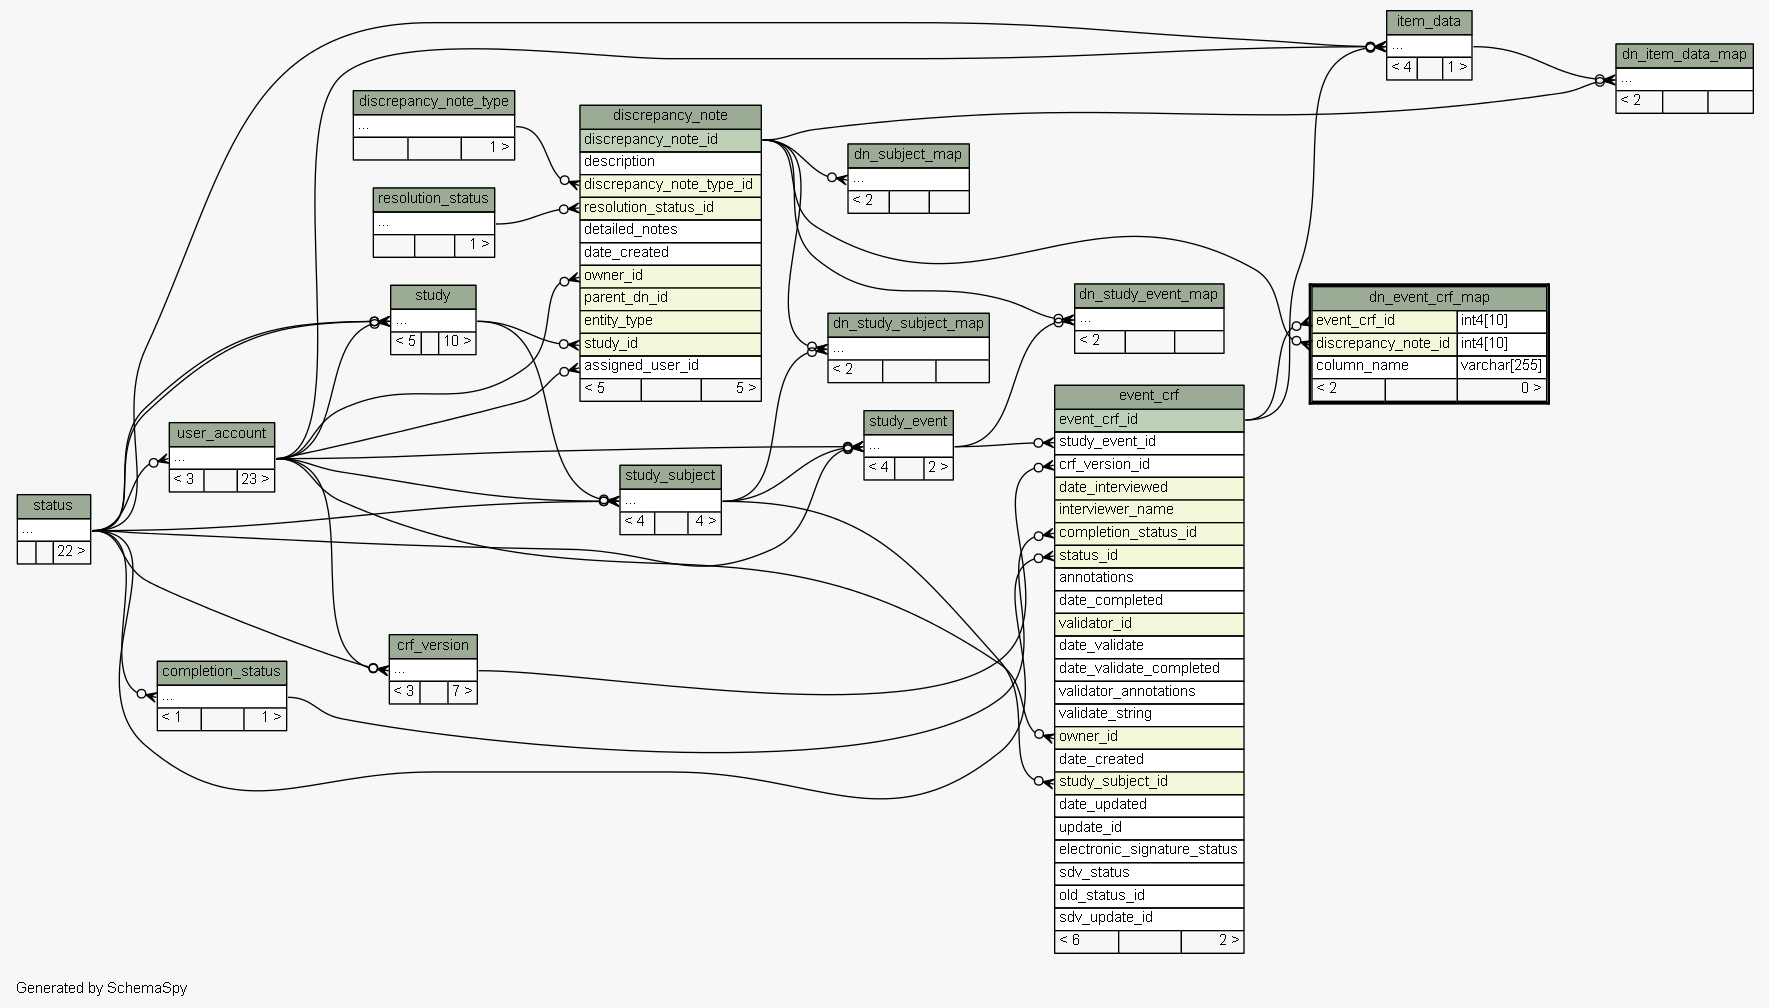 item_data
...
< 4 1 >
dn_item_data_map
...
< 2
discrepancy_note_type
...
1 >
discrepancy_note
discrepancy_note_id
description
discrepancy_note_type_id
resolution_status_id
detailed_notes
date_created
owner_id
parent_dn_id
entity_type
study_id
assigned_user_id
< 5 5 >
dn_subject_map
...
< 2
resolution_status
...
1 >
study
...
< 5 10 >
dn_study_event_map
...
< 2
dn_event_crf_map
event_crf_id int4[10]
discrepancy_note_id int4[10]
column_name varchar[255]
< 2 0 >
dn_study_subject_map
...
< 2
event_crf
event_crf_id
study_event_id
crf_version_id
date_interviewed
interviewer_name
completion_status_id
status_id
annotations
date_completed
validator_id
date_validate
date_validate_completed
validator_annotations
validate_string
owner_id
date_created
study_subject_id
date_updated
update_id
electronic_signature_status
sdv_status
old_status_id
sdv_update_id
< 6 2 >
study_event
...
< 4 2 >
user_account
...
< 3 23 >
study_subject
...
< 4 4 >
status
...
22 >
crf_version
...
< 3 7 >
completion_status
...
< 1 1 >
Generated by SchemaSpy